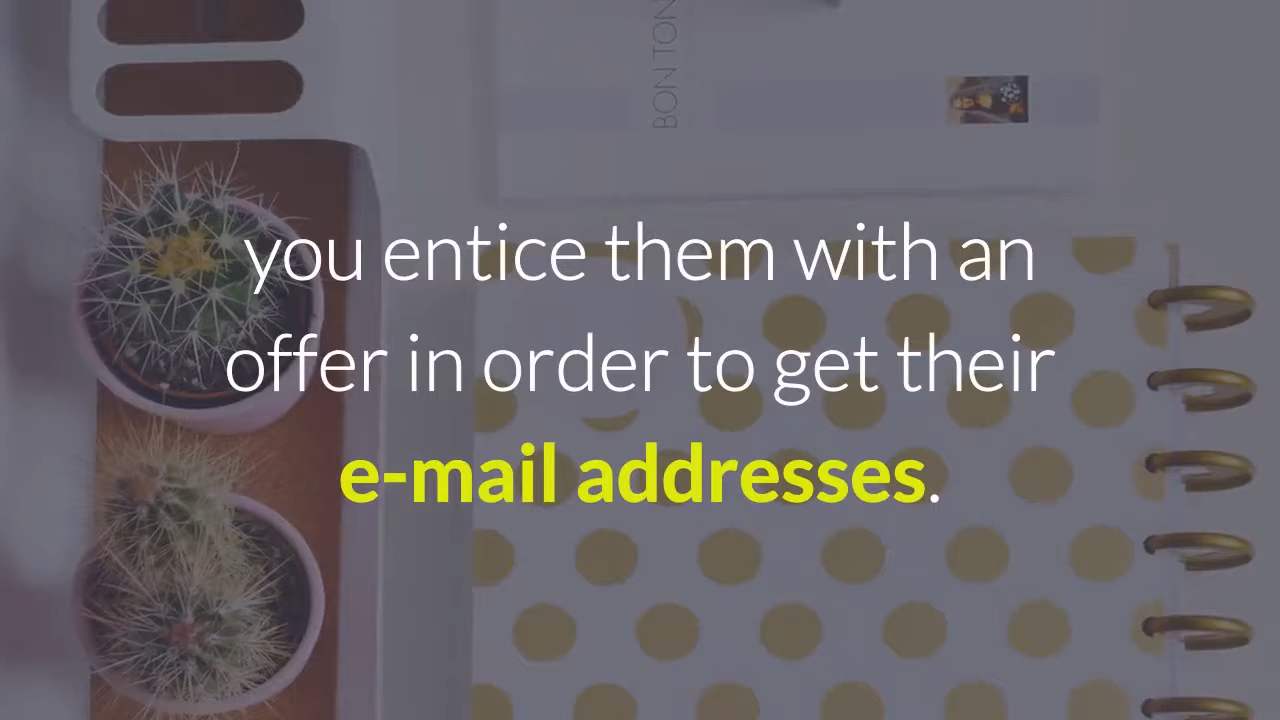 BON TON
you entice them with an
offer in order to get their
e-mail addresses.